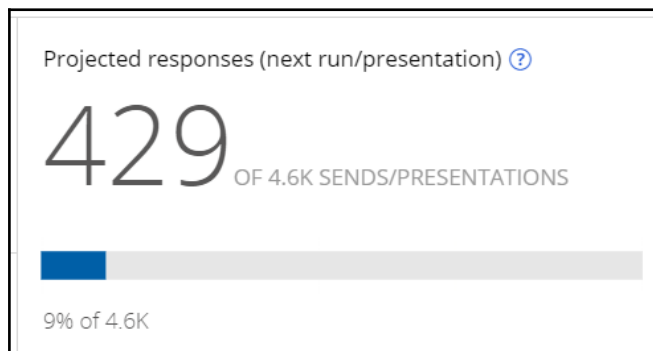 Projected responses (next run/presentation) ?
429 OF 4.6K SENDS/PRESENTATIONS
9% of 4.6K